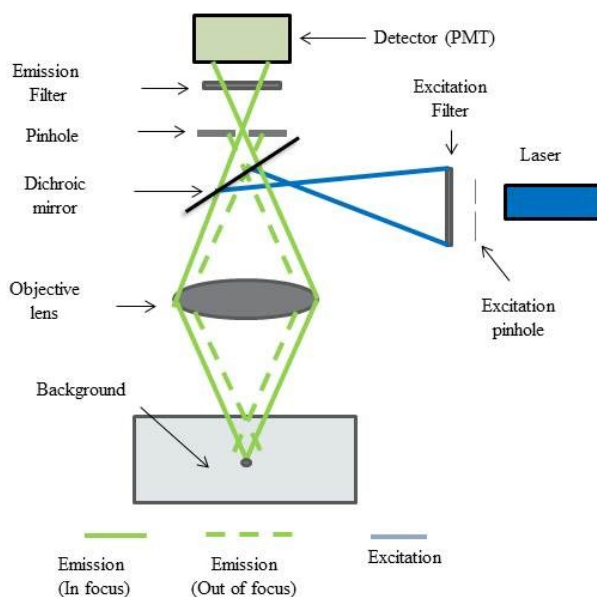 Detector (PMT)
Emission
Filter
Excitation
Filter
Pinhole
Laser
Dichroic
mirror
Objective
lens
Excitation
pinhole
Background
Emission
(In focus)
Emission
(Out of focus)
Excitation